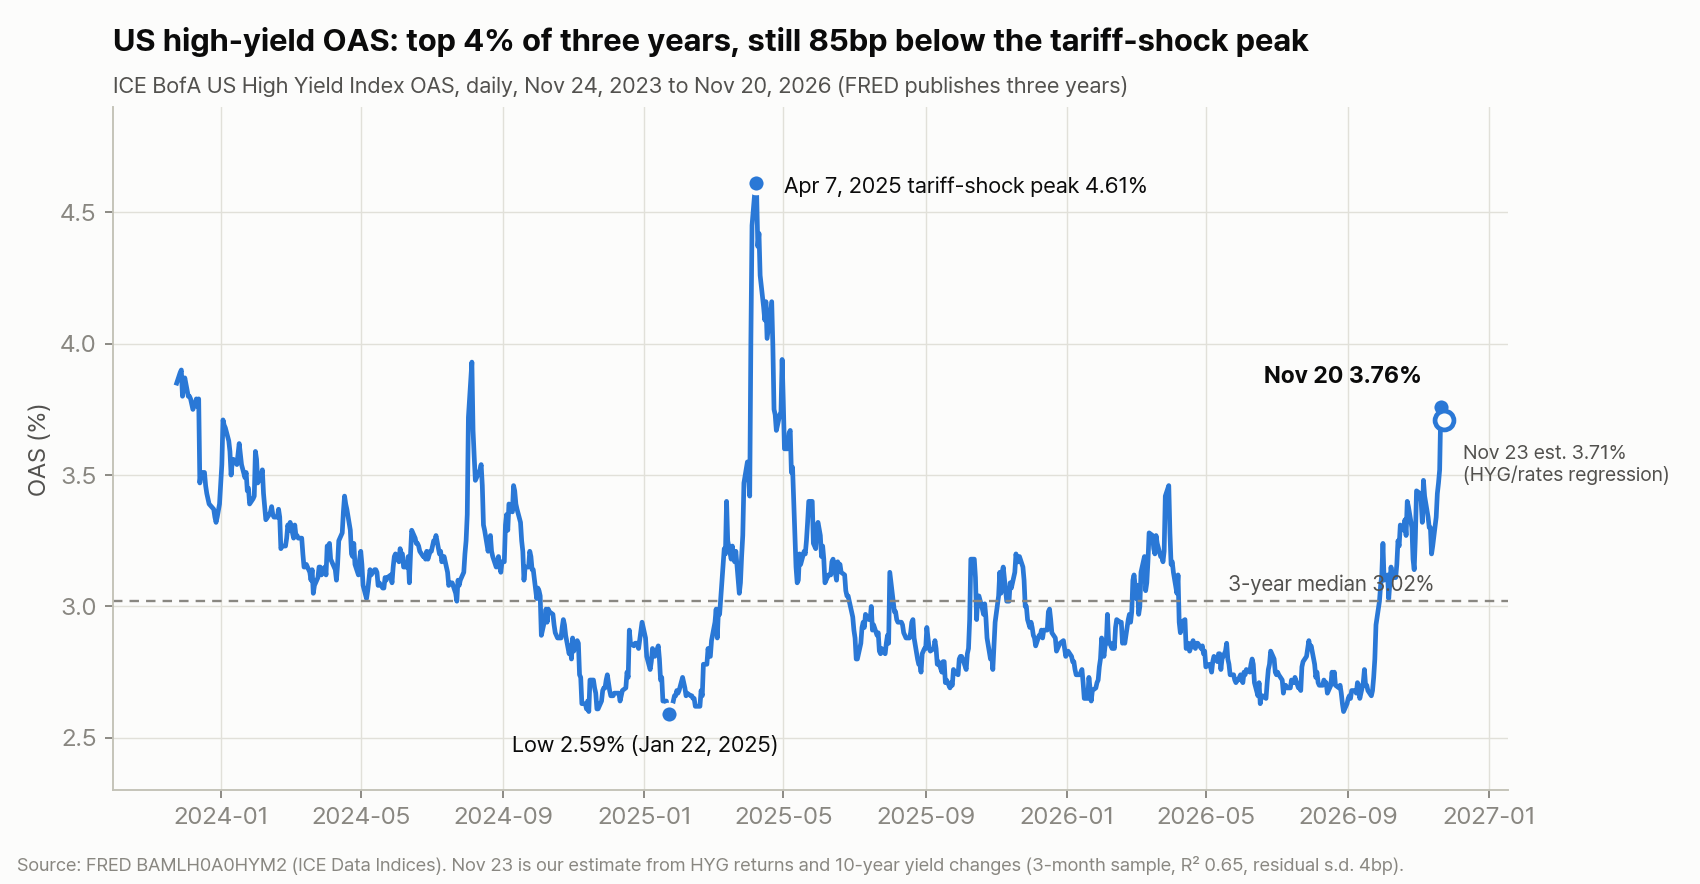 US high-yield OAS: top 4% of three years, still 85bp below the tariff-shock peak
ICE BofA US High Yield Index OAS, daily, Nov 24, 2023 to Nov 20, 2026 (FRED publishes three years)
OAS (%)
4.5
4.0
3.5
3.0
2.5
Apr 7, 2025 tariff-shock peak 4.61%
Nov 20 3.76%
Nov 23 est. 3.71%
(HYG/rates regression)
3-year median 3.02%
Low 2.59% (Jan 22, 2025)
2024-01
2024-05
2024-09
2025-01
2025-05
2025-09
2026-01
2026-05
2026-09
2027-01
Source: FRED BAMLH0A0HYM2 (ICE Data Indices). Nov 23 is our estimate from HYG returns and 10-year yield changes (3-month sample, R² 0.65, residual s.d. 4bp).